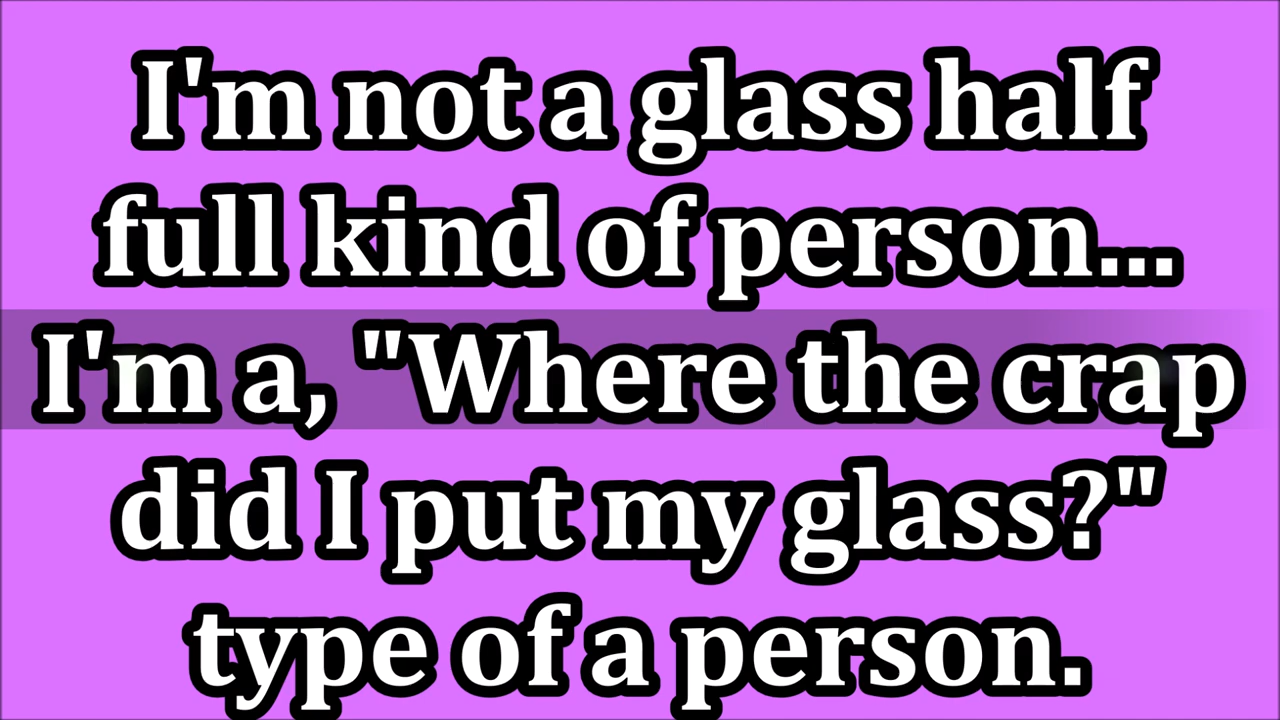 I'm not a glass half
full kind of person...
I'm a, "Where the crap
did I put my glass?"
type of a person.